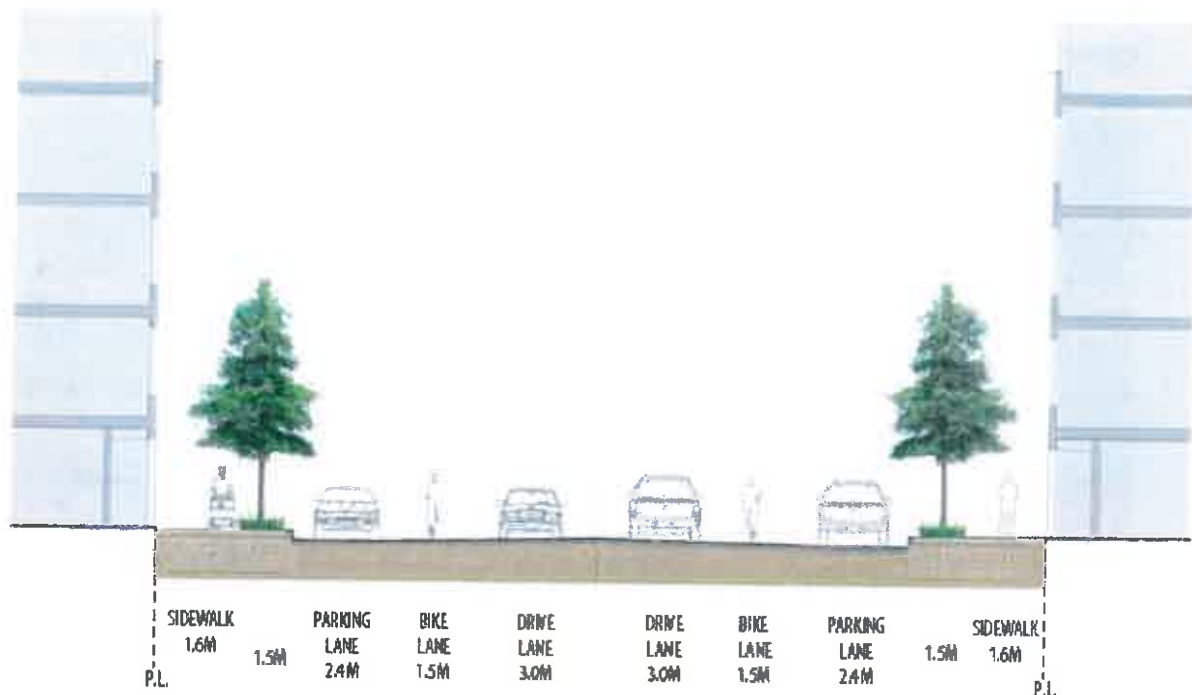 SIDEWALK
1.6M
1.5M
PARKING
LANE
2.4M
BIKE
LANE
1.5M
DRIVE
LANE
3.0M
DRIVE
LANE
3.0M
BIKE
LANE
1.5M
PARKING
LANE
2.4M
1.5M
SIDEWALK
1.6M
P.L.
P.L.